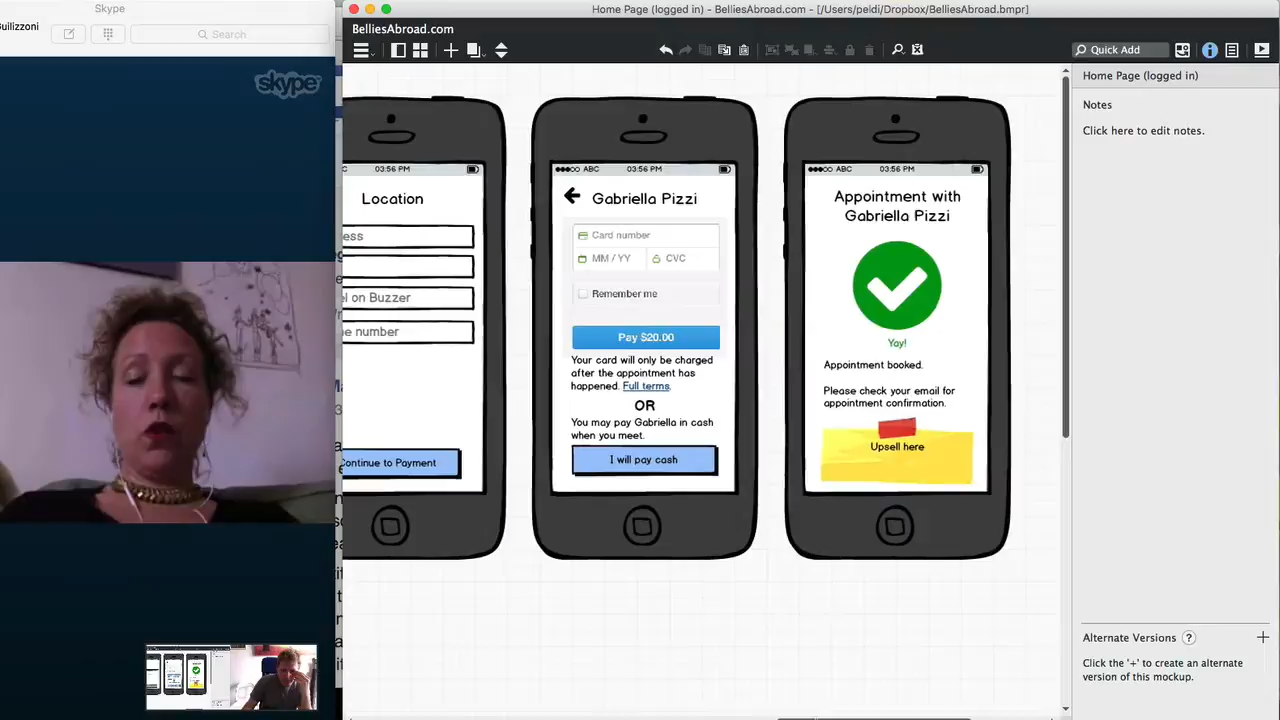 Skype
Guilizzoni
Search
skype
Home Page (logged in) - BelliesAbroad.com - [/Users/peldi/Dropbox/BelliesAbroad.bmpr]
BelliesAbroad.com
Quick Add
03:56 PM
Location
ess
el on Buzzer
ne number
Continue to Payment
ABC 03:56 PM
Gabriella Pizzi
Card number
MM / YY CVC
Remember me
Pay $20.00
Your card will only be charged
after the appointment has
happened. Full terms.
OR
You may pay Gabriella in cash
when you meet.
I will pay cash
ABC 03:56 PM
Appointment with
Gabriella Pizzi
Yay!
Appointment booked.
Please check your email for
appointment confirmation.
Upsell here
Home Page (logged in)
Notes
Click here to edit notes.
Alternate Versions ?
Click the '+' to create an alternate
version of this mockup.